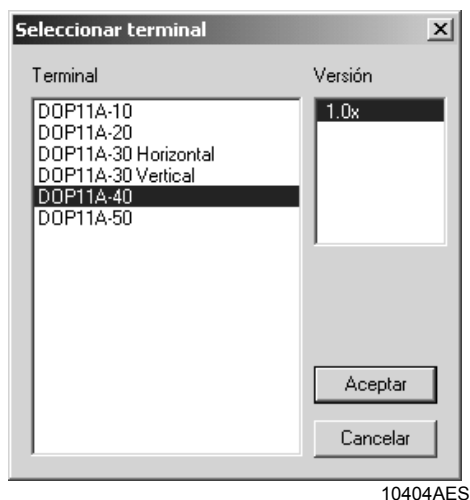 Seleccionar terminal
Terminal
Versión
DOP11A-10
DOP11A-20
DOP11A-30 Horizontal
DOP11A-30 Vertical
DOP11A-40
DOP11A-50
1.0x
Aceptar
Cancelar
10404AES